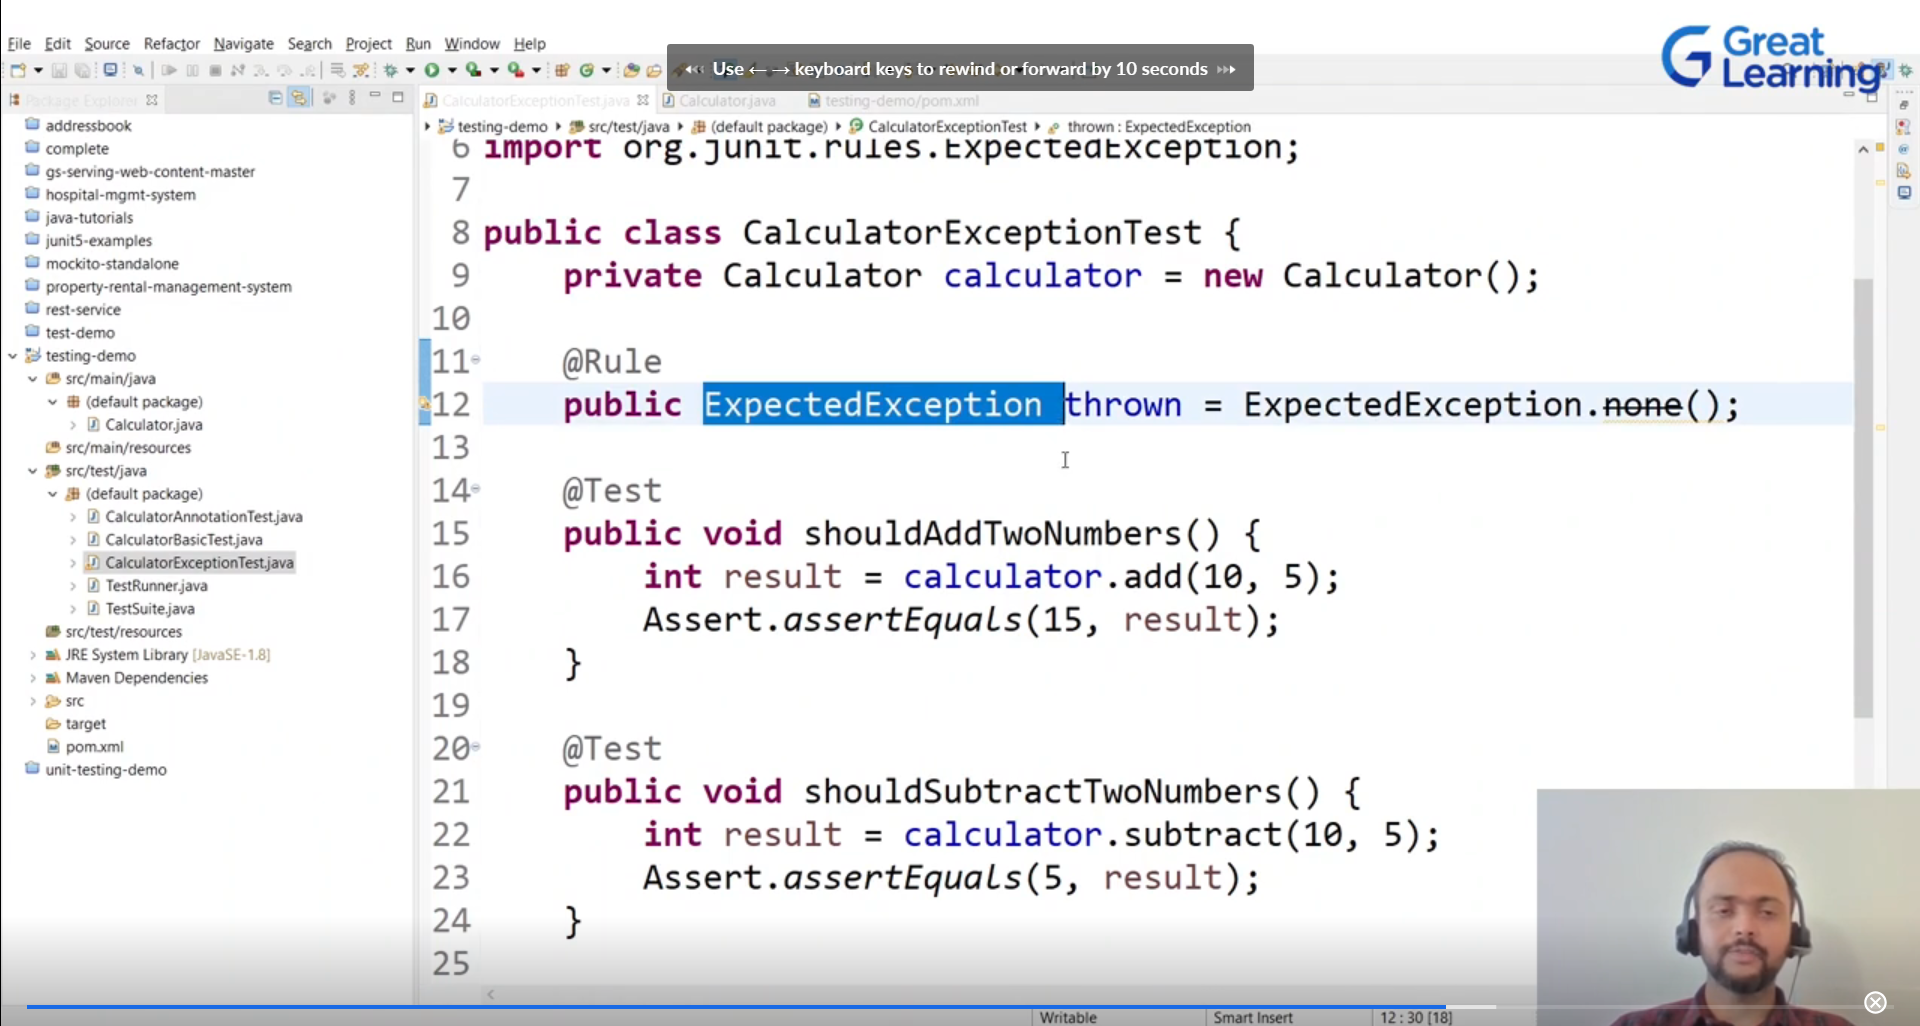 Great
Learning
File Edit Source Refactor Navigate Search Project Run Window Help
Use ← → keyboard keys to rewind or forward by 10 seconds
Package Explorer
CalculatorExceptionTest.java Calculator.java testing-demo/pom.xml
testing-demo src/test/java (default package) CalculatorExceptionTest thrown : ExpectedException
addressbook
complete
gs-serving-web-content-master
hospital-mgmt-system
java-tutorials
junit5-examples
mockito-standalone
property-rental-management-system
rest-service
test-demo
testing-demo
src/main/java
(default package)
Calculator.java
src/main/resources
src/test/java
(default package)
CalculatorAnnotationTest.java
CalculatorBasicTest.java
CalculatorExceptionTest.java
TestRunner.java
TestSuite.java
src/test/resources
JRE System Library [JavaSE-1.8]
Maven Dependencies
src
target
pom.xml
unit-testing-demo
6 import org.junit.rules.ExpectedException;
7
8 public class CalculatorExceptionTest {
9 private Calculator calculator = new Calculator();
10
11 @Rule
12 public ExpectedException thrown = ExpectedException.none();
13
14 @Test
15 public void shouldAddTwoNumbers() {
16 int result = calculator.add(10, 5);
17 Assert.assertEquals(15, result);
18 }
19
20 @Test
21 public void shouldSubtractTwoNumbers() {
22 int result = calculator.subtract(10, 5);
23 Assert.assertEquals(5, result);
24 }
25
Writable Smart Insert 12 : 30 [18]